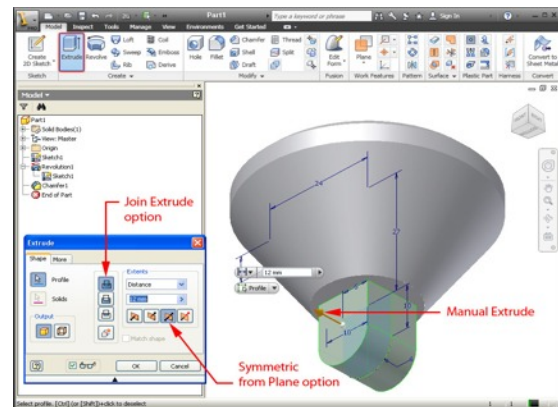 Part1
Type a keyword or phrase
Sign In
Model Inspect Tools Manage View Environments Get Started
Create 2D Sketch
Extrude
Revolve
Loft
Coil
Sweep
Emboss
Rib
Derive
Hole
Fillet
Chamfer
Thread
Shell
Split
Draft
Edit Form
Plane
Convert to Sheet Metal
Sketch
Create
Modify
Fusion
Work Features
Pattern
Surface
Plastic Part
Harness
Convert
Model
Part1
Solid Bodies(1)
View: Master
Origin
Sketch1
Revolution1
Sketch1
Chamfer1
End of Part
Join Extrude
option
Extrude
Shape More
Profile
Solids
Output
Extents
Distance
12 mm
Match shape
OK
Cancel
24
27
12 mm
Profile
10
Manual Extrude
Symmetric
from Plane option
Select profile. [Ctrl] (or [Shift])+click to deselect